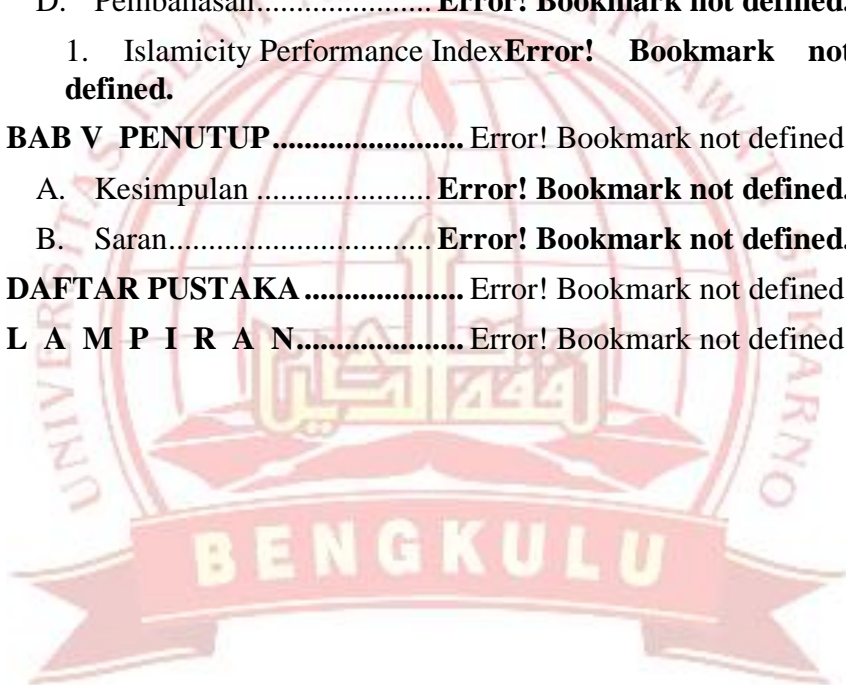 D. Pembahasan...................... Error! Bookmark not defined.
1. Islamicity Performance IndexError! Bookmark not
defined.
BAB V PENUTUP........................ Error! Bookmark not defined
A. Kesimpulan ...................... Error! Bookmark not defined.
B. Saran................................. Error! Bookmark not defined.
DAFTAR PUSTAKA.................... Error! Bookmark not defined
L A M P I R A N..................... Error! Bookmark not defined
BENGKULU